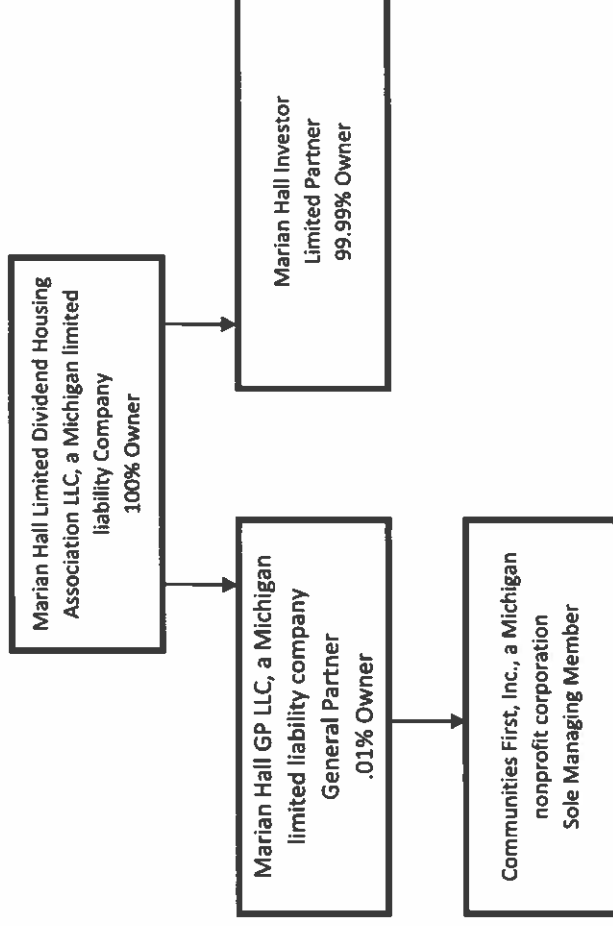 Marian Hall Limited Dividend Housing
Association LLC, a Michigan limited
liability Company
100% Owner
Marian Hall GP LLC, a Michigan
limited liability company
General Partner
.01% Owner
Marian Hall Investor
Limited Partner
99.99% Owner
Communities First, Inc., a Michigan
nonprofit corporation
Sole Managing Member